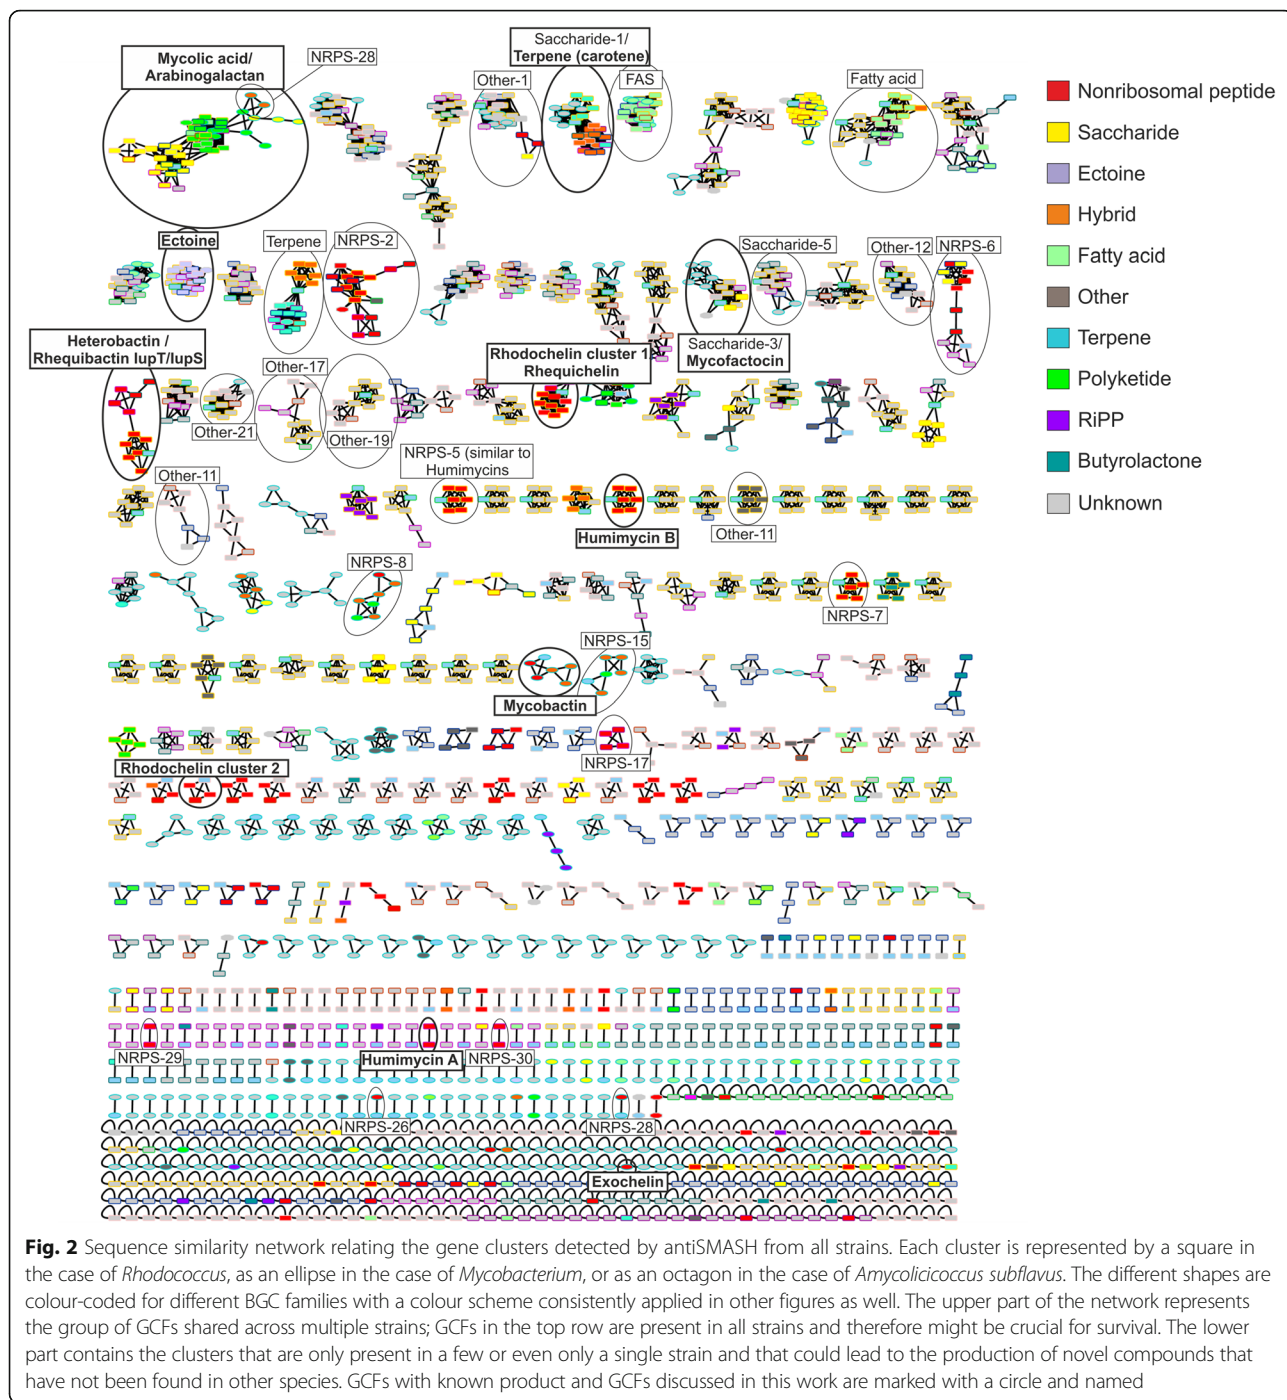 Mycolic acid/
Arabinogalactan
NRPS-28
Saccharide-1/
Terpene (carotene)
Other-1
FAS
Fatty acid
Nonribosomal peptide
Saccharide
Ectoine
Hybrid
Fatty acid
Other
Terpene
Polyketide
RiPP
Butyrolactone
Unknown
Ectoine
Terpene
NRPS-2
Saccharide-5
Other-12
NRPS-6
Heterobactin /
Rhequibactin IupT/IupS
Other-17
Rhodochelin cluster 1
Rhequichelin
Saccharide-3/
Mycofactocin
Other-21
Other-19
NRPS-5 (similar to
Humimycins
Other-11
Humimycin B
Other-11
NRPS-8
NRPS-7
NRPS-15
Mycobactin
NRPS-17
Rhodochelin cluster 2
NRPS-29
Humimycin A
NRPS-30
NRPS-26
NRPS-28
Exochelin
Fig. 2 Sequence similarity network relating the gene clusters detected by antiSMASH from all strains. Each cluster is represented by a square in
the case of Rhodococcus, as an ellipse in the case of Mycobacterium, or as an octagon in the case of Amycolicicoccus subflavus. The different shapes are
colour-coded for different BGC families with a colour scheme consistently applied in other figures as well. The upper part of the network represents
the group of GCFs shared across multiple strains; GCFs in the top row are present in all strains and therefore might be crucial for survival. The lower
part contains the clusters that are only present in a few or even only a single strain and that could lead to the production of novel compounds that
have not been found in other species. GCFs with known product and GCFs discussed in this work are marked with a circle and named